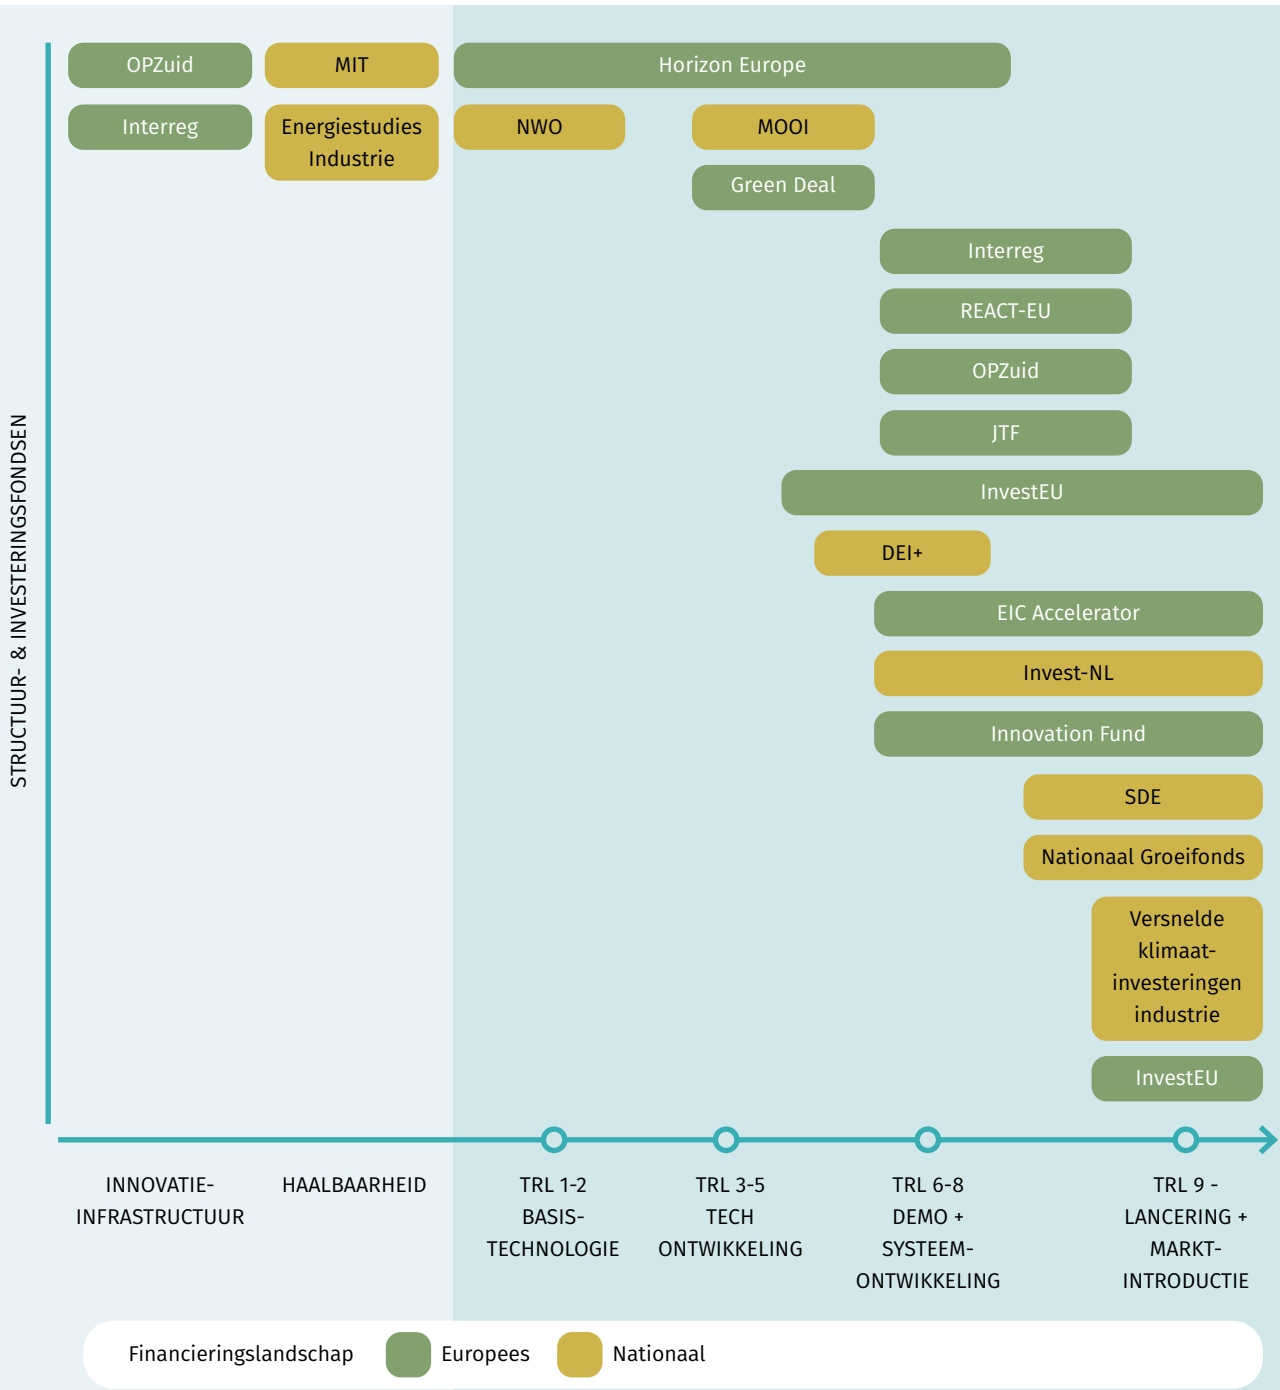 STRUCTUUR- & INVESTERINGSFONDSEN
OPZuid
MIT
Horizon Europe
Interreg
Energiestudies
Industrie
NWO
MOOI
Green Deal
Interreg
REACT-EU
OPZuid
JTF
InvestEU
DEI+
EIC Accelerator
Invest-NL
Innovation Fund
SDE
Nationaal Groeifonds
Versnelde
klimaat-
investeringen
industrie
InvestEU
INNOVATIE-
INFRASTRUCTUUR
HAALBAARHEID
TRL 1-2
BASIS-
TECHNOLOGIE
TRL 3-5
TECH
ONTWIKKELING
TRL 6-8
DEMO +
SYSTEEM-
ONTWIKKELING
TRL 9 -
LANCERING +
MARKT-
INTRODUCTIE
Financieringslandschap
Europees
Nationaal